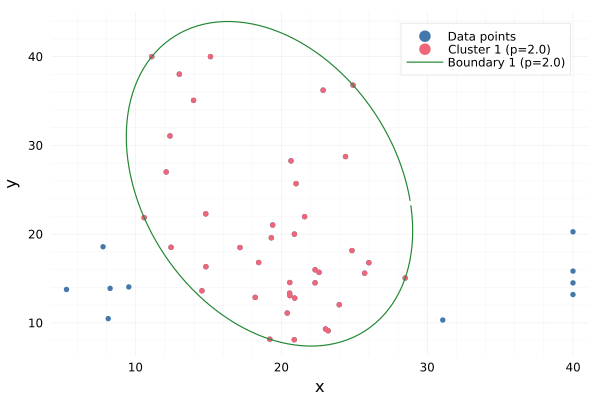 Data points
Cluster 1 (p=2.0)
Boundary 1 (p=2.0)
40
30
20
10
y
10 20 30 40
x